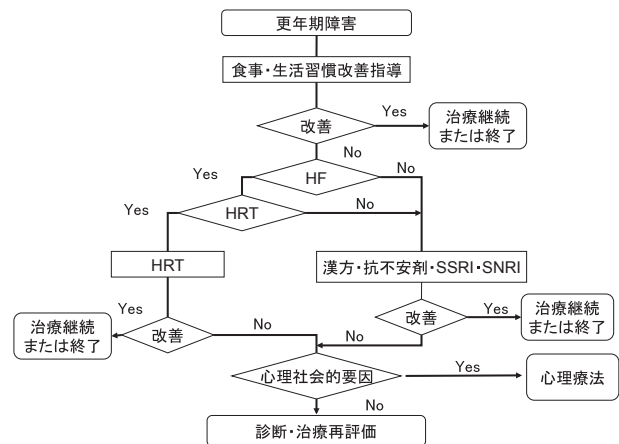 更年期障害
食事・生活習慣改善指導
改善
Yes
治療継続
または終了
No
HF
Yes
No
HRT
Yes
No
HRT
漢方・抗不安剤・SSRI・SNRI
Yes
治療継続
または終了
改善
No
改善
Yes
治療継続
または終了
No
心理社会的要因
Yes
心理療法
No
診断・治療再評価